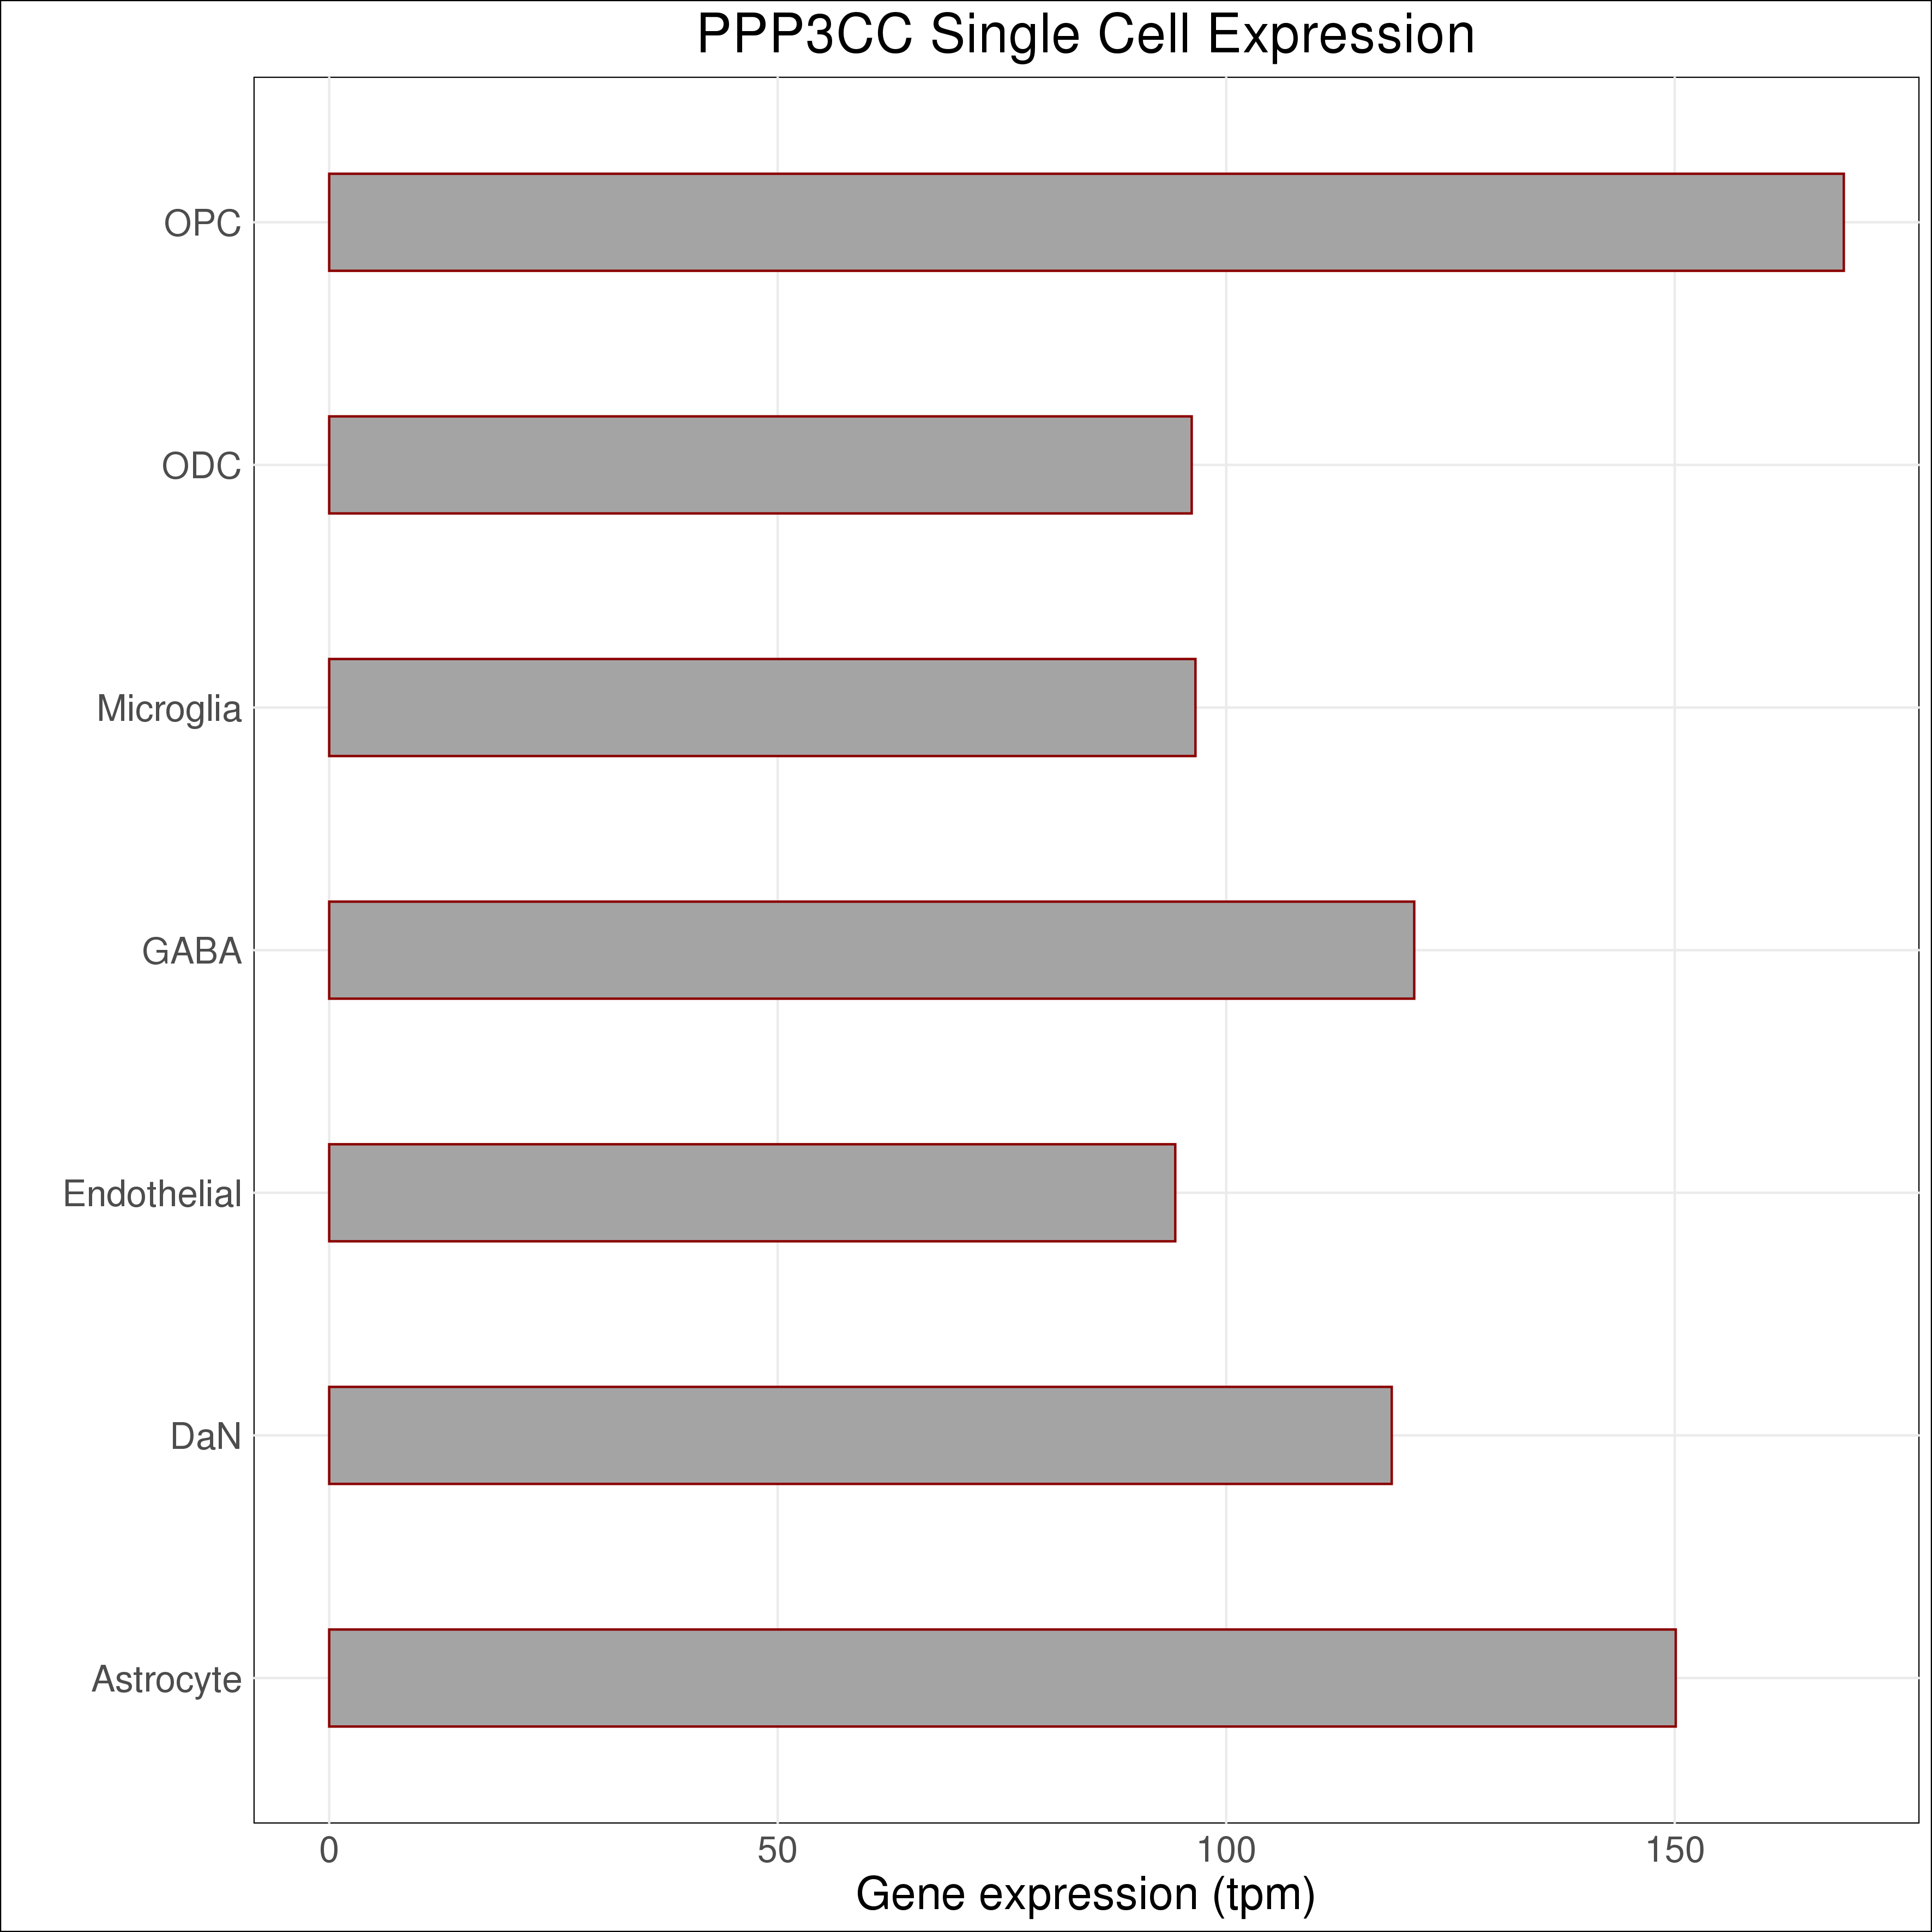 PPP3CC Single Cell Expression
OPC
ODC
Microglia
GABA
Endothelial
DaN
Astrocyte
0 50 100 150
Gene expression (tpm)